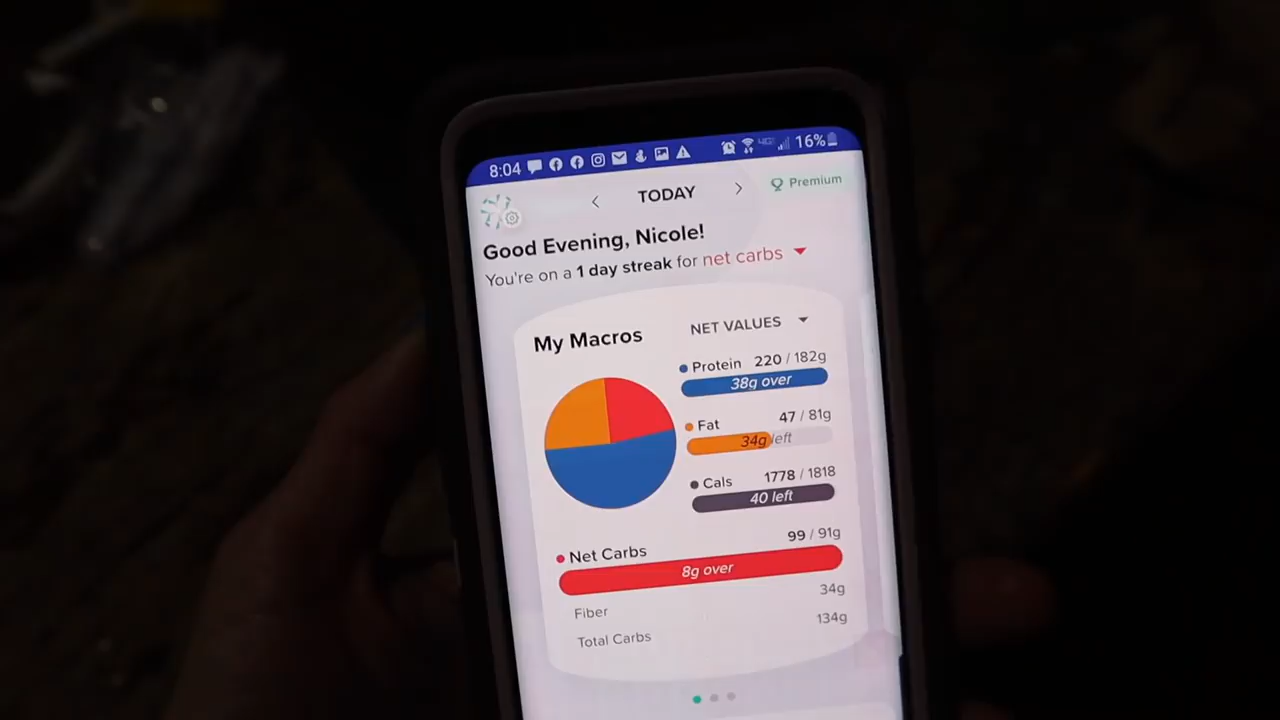 8:04 16%
TODAY Premium
Good Evening, Nicole!
You're on a 1 day streak for net carbs
My Macros NET VALUES
Protein 220 / 182g
38g over
Fat 47 / 81g
34g left
Cals 1778 / 1818
40 left
Net Carbs 99 / 91g
8g over
Fiber 34g
Total Carbs 134g